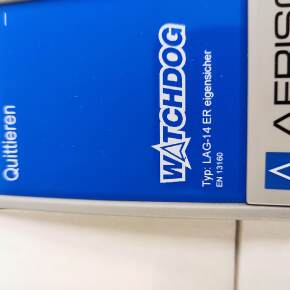 Quittieren
WATCHDOG
Typ: LAG-14 ER eigensicher
EN 13160